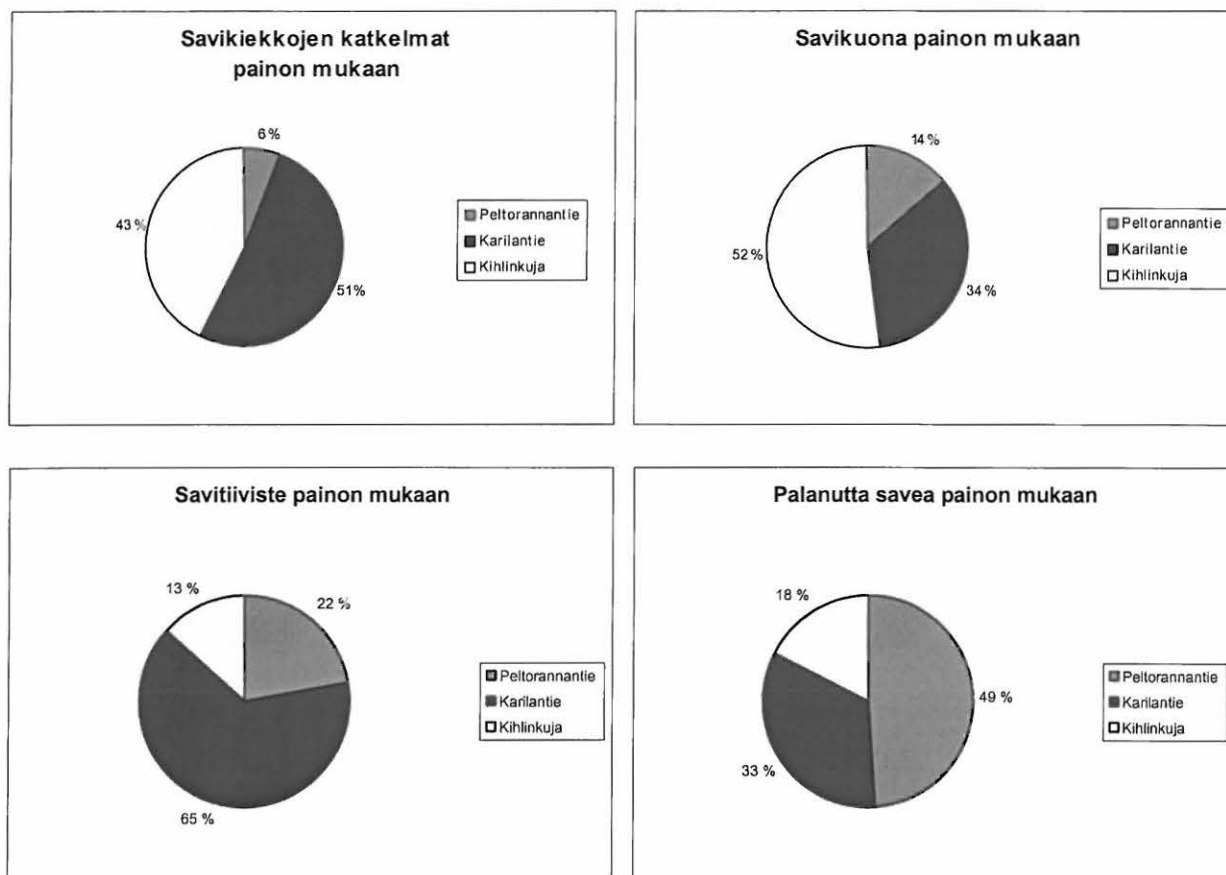 Savikiekkojen katkelmat
painon mukaan
6 %
43 %
51%
Peltorannantie
Karilantie
Kihlinkuja
Savikuona painon mukaan
14 %
52 %
34 %
Peltorannantie
Karilantie
Kihlinkuja
Savitiiviste painon mukaan
13 %
22 %
65 %
Peltorannantie
Karilantie
Kihlinkuja
Palanutta savea painon mukaan
18 %
49 %
33 %
Peltorannantie
Karilantie
Kihlinkuja